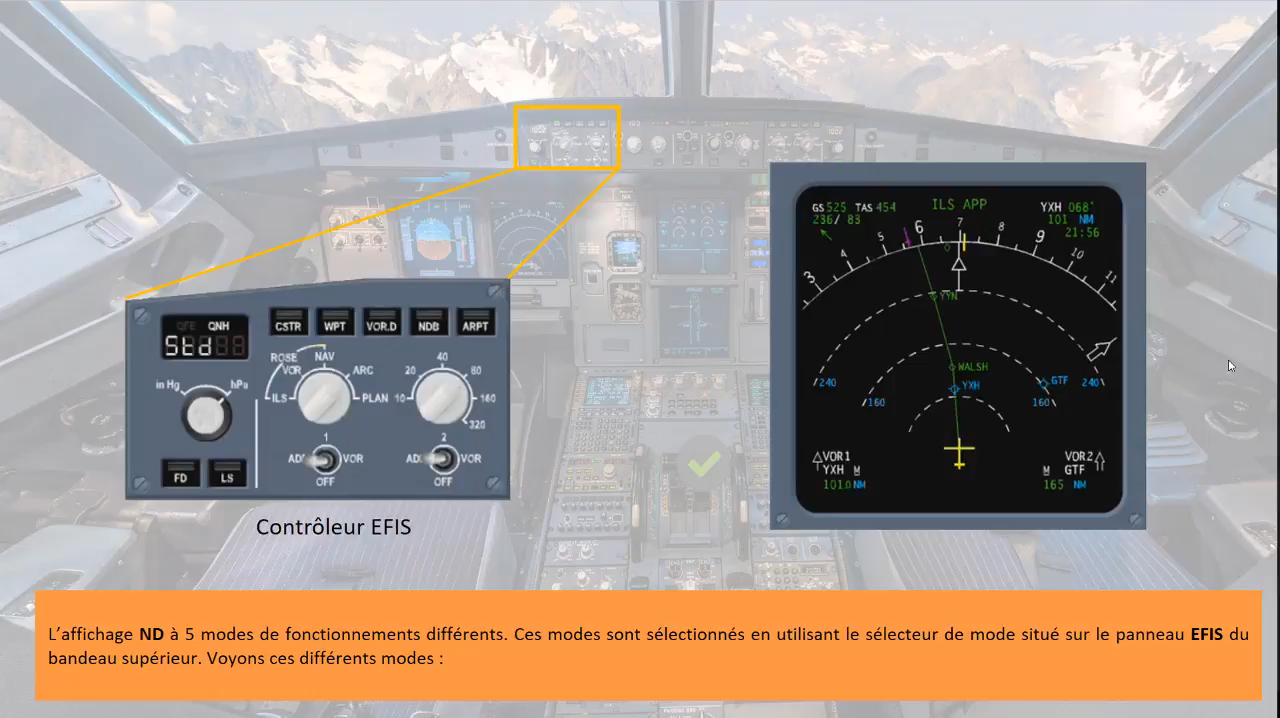 GS 525 TAS 454
236/ 83
ILS APP
YXH 068°
101 NM
21:56
3 4 5 6 7 8 9 10 11
YYN
WALSH
YXH
GTF
240
240
160
160
VOR1
YXH M
101.0 NM
VOR2
M GTF
165 NM
QFE QNH
Std
in Hg hPa
FD LS
CSTR WPT VOR.D NDB ARPT
ROSE
ILS VOR NAV ARC PLAN
10 20 40 80 160 320
1
VOR
OFF
2
VOR
OFF
Contrôleur EFIS
L’affichage ND à 5 modes de fonctionnements différents. Ces modes sont sélectionnés en utilisant le sélecteur de mode situé sur le panneau EFIS du
bandeau supérieur. Voyons ces différents modes :